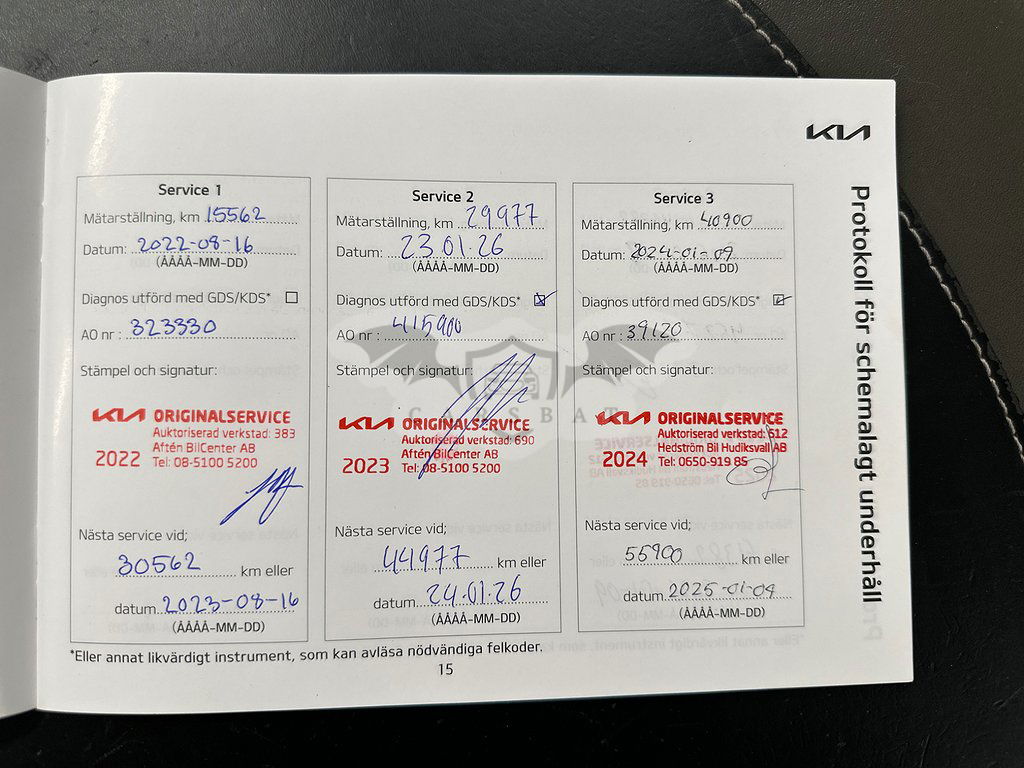 KIA
Protokoll för schemalagt underhåll
Service 1
Mätarställning, km 15562
Datum: 2022-08-16
(ÅÅÅÅ-MM-DD)
Diagnos utförd med GDS/KDS*
AO nr : 323330
Stämpel och signatur:
KIA ORIGINALSERVICE
Auktoriserad verkstad: 383
Aftén BilCenter AB
2022 Tel: 08-5100 5200
Nästa service vid;
30562 km eller
datum. 2023-08-16
(ÅÅÅÅ-MM-DD)
Service 2
Mätarställning, km 29977
Datum: 23.01.26
(ÅÅÅÅ-MM-DD)
Diagnos utförd med GDS/KDS*
AO nr : 415900
Stämpel och signatur:
KIA ORIGINALSERVICE
Auktoriserad verkstad: 690
Aftén BilCenter AB
2023 Tel: 08-5100 5200
Nästa service vid;
44977 km eller
datum. 24.01.26
(ÅÅÅÅ-MM-DD)
Service 3
Mätarställning, km 40900
Datum: 2024-01-09
(ÅÅÅÅ-MM-DD)
Diagnos utförd med GDS/KDS*
AO nr : 39120
Stämpel och signatur:
KIA ORIGINALSERVICE
Auktoriserad verkstad: 512
Hedström Bil Hudiksvall AB
2024 Tel: 0650-919 85
Nästa service vid;
55900 km eller
datum. 2025-01-09
(ÅÅÅÅ-MM-DD)
*Eller annat likvärdigt instrument, som kan avläsa nödvändiga felkoder.
15
CARSBAT